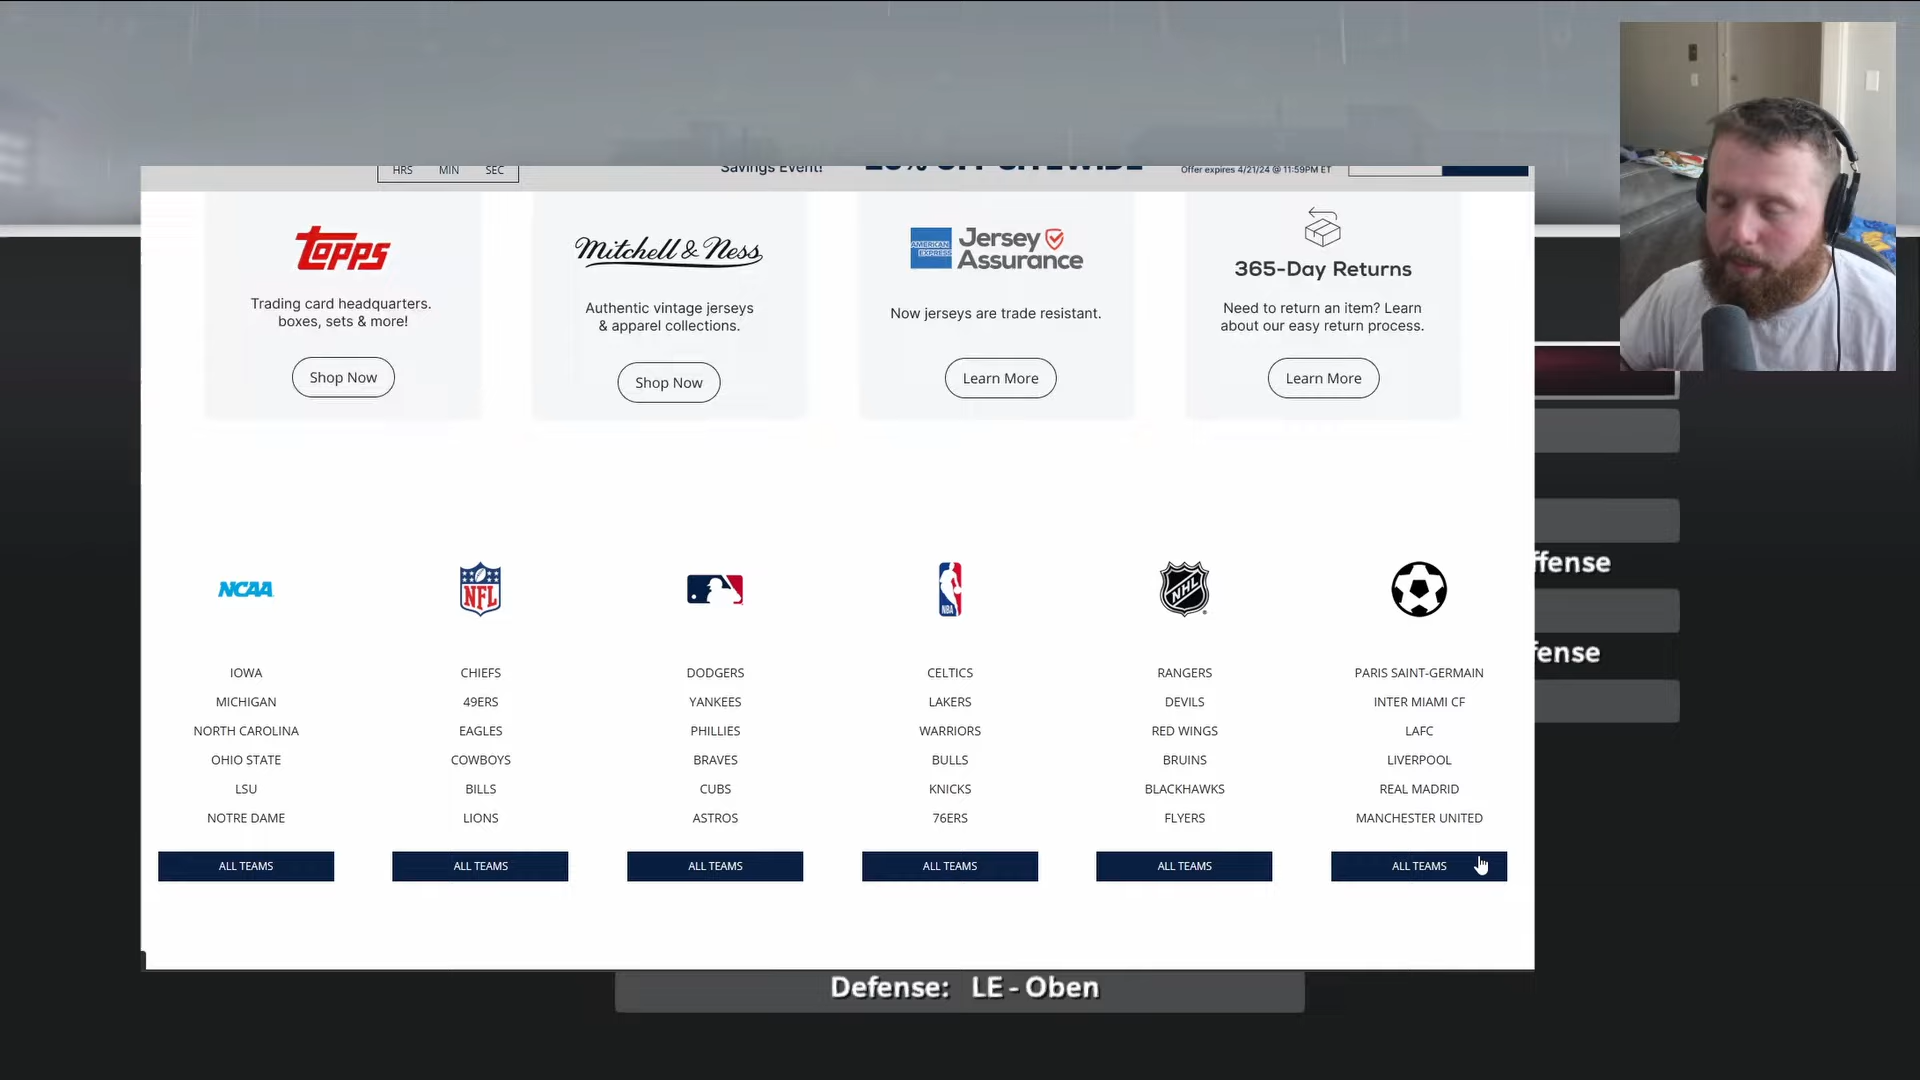 HRS MIN SEC
Savings Event!
OFF SITEWIDE
Offer expires 4/21/24 @ 11:59PM ET
Topps
Trading card headquarters.
boxes, sets & more!
Shop Now
Mitchell & Ness
Authentic vintage jerseys
& apparel collections.
Shop Now
AMERICAN EXPRESS
Jersey
Assurance
Now jerseys are trade resistant.
Learn More
365-Day Returns
Need to return an item? Learn
about our easy return process.
Learn More
NCAA
IOWA
MICHIGAN
NORTH CAROLINA
OHIO STATE
LSU
NOTRE DAME
ALL TEAMS
NFL
CHIEFS
49ERS
EAGLES
COWBOYS
BILLS
LIONS
ALL TEAMS
DODGERS
YANKEES
PHILLIES
BRAVES
CUBS
ASTROS
ALL TEAMS
NBA
CELTICS
LAKERS
WARRIORS
BULLS
KNICKS
76ERS
ALL TEAMS
NHL
RANGERS
DEVILS
RED WINGS
BRUINS
BLACKHAWKS
FLYERS
ALL TEAMS
PARIS SAINT-GERMAIN
INTER MIAMI CF
LAFC
LIVERPOOL
REAL MADRID
MANCHESTER UNITED
ALL TEAMS
ffense
fense
Defense: LE - Oben